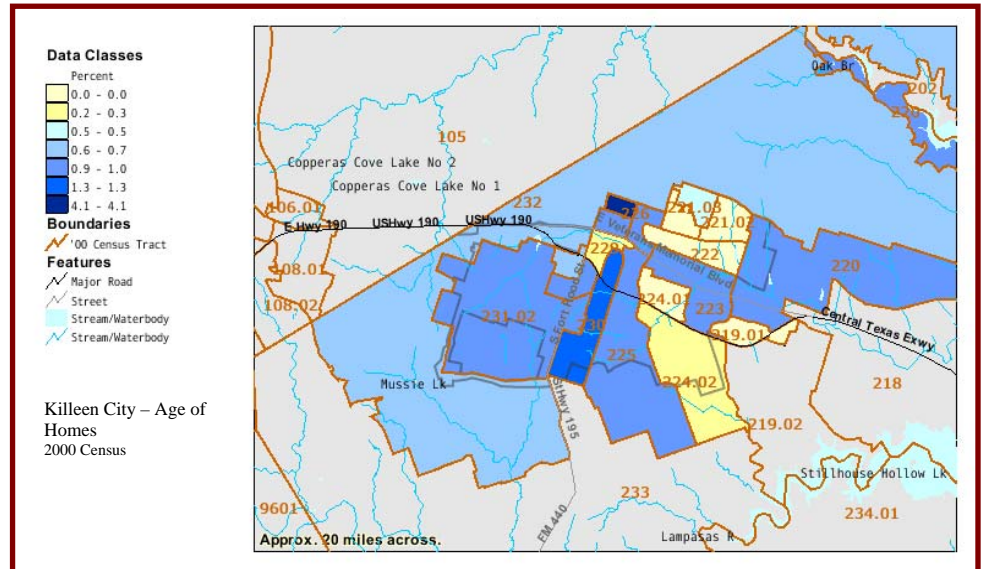 Data Classes
Percent
0.0 - 0.0
0.2 - 0.3
0.5 - 0.5
0.6 - 0.7
0.9 - 1.0
1.3 - 1.3
4.1 - 4.1
Boundaries
'00 Census Tract
Features
Major Road
Street
Stream/Waterbody
Stream/Waterbody
Killeen City – Age of
Homes
2000 Census
Oak Br
202
220
105
Copperas Cove Lake No 2
Copperas Cove Lake No 1
232
106.01
E Hwy 190
USHwy 190
USHwy 190
226
221.03
221.02
E Veterans Memorial Blvd
229
222
220
108.01
108.02
224.01
223
231.02
S Fort Hood St
230
219.01
Central Texas Exwy
225
218
Mussie Lk
224.02
StHwy 195
219.02
Stillhouse Hollow Lk
233
234.01
9601
FM 440
Lampasas R
Approx. 20 miles across.